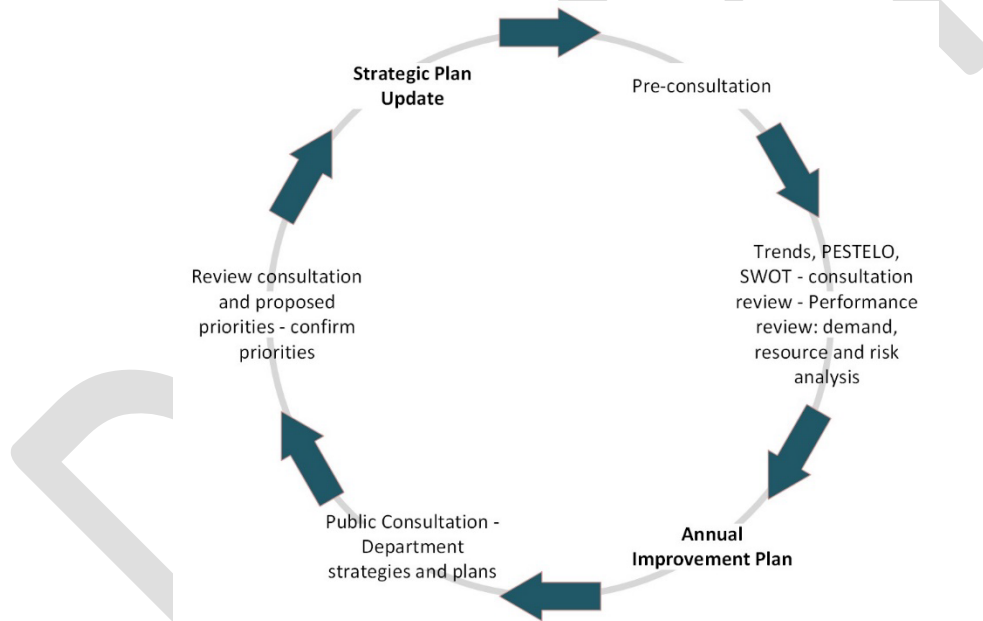 Strategic Plan
Update
Pre-consultation
Trends, PESTELO,
SWOT - consultation
review - Performance
review: demand,
resource and risk
analysis
Annual
Improvement Plan
Public Consultation -
Department
strategies and plans
Review consultation
and proposed
priorities - confirm
priorities